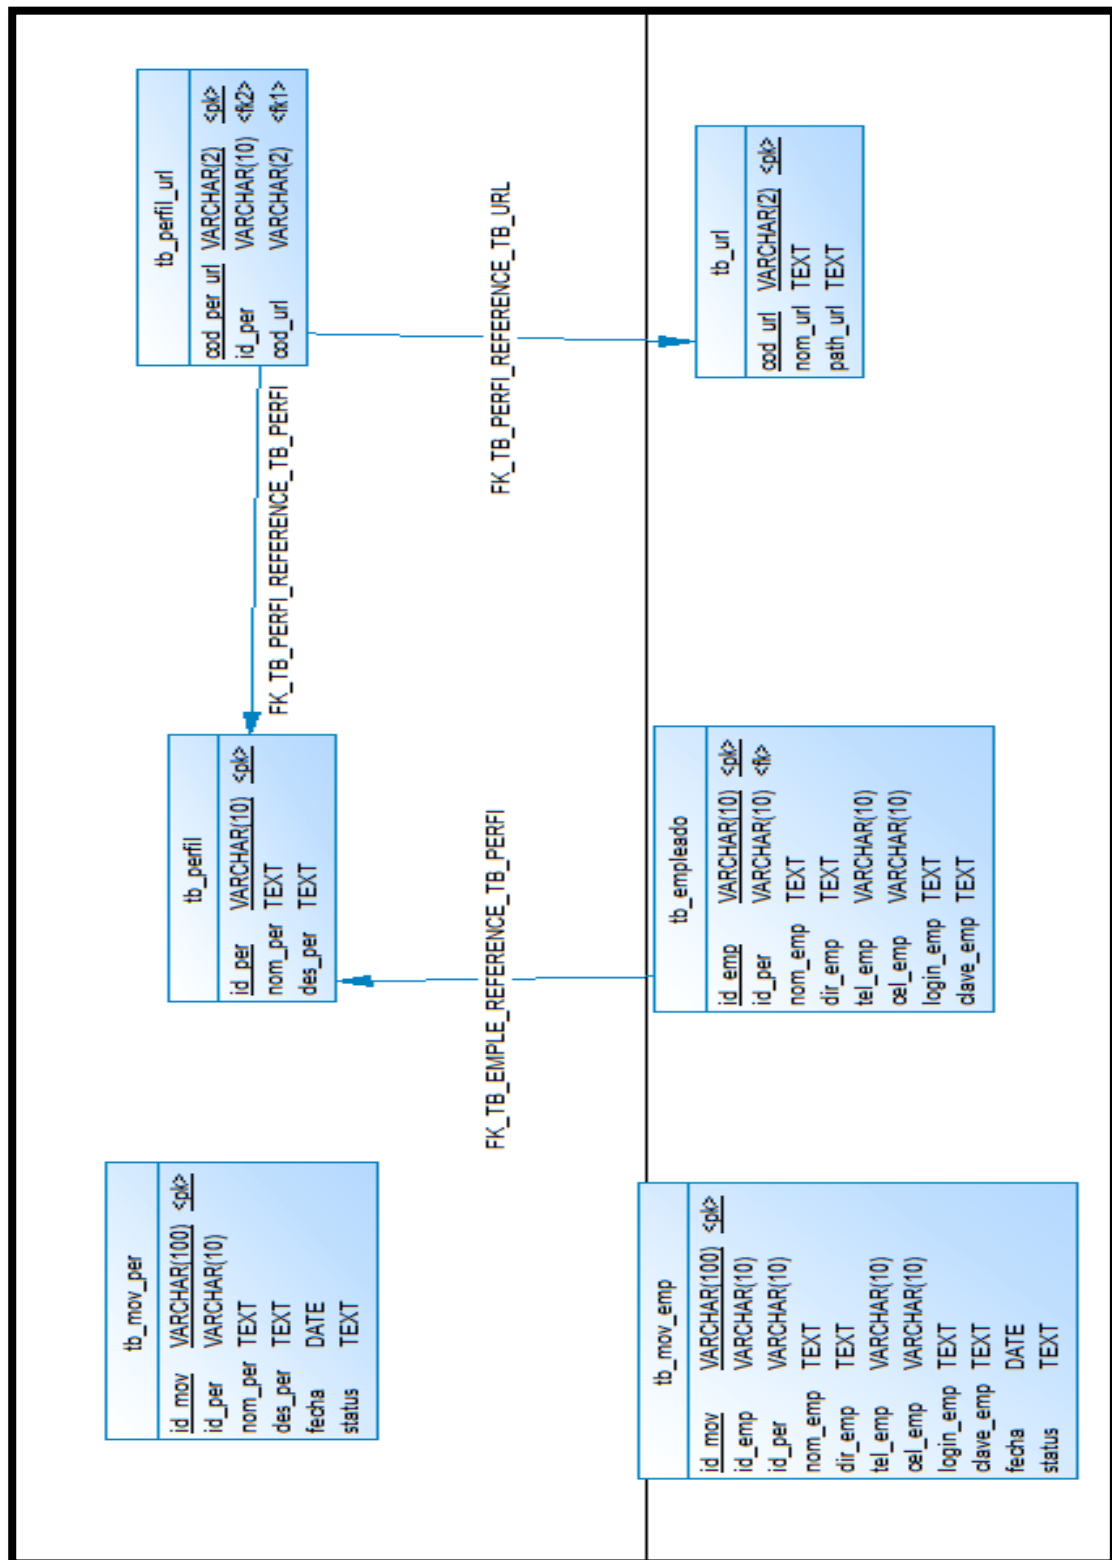 tb_mov_per
id_mov VARCHAR(100) <pk>
id_per VARCHAR(10)
nom_per TEXT
des_per TEXT
fecha DATE
status TEXT
tb_perfil
id_per VARCHAR(10) <pk>
nom_per TEXT
des_per TEXT
FK_TB_PERFI_REFERENCE_TB_PERFI
tb_perfil_url
cod_per_url VARCHAR(2) <pk>
id_per VARCHAR(10) <fk2>
cod_url VARCHAR(2) <fk1>
FK_TB_EMPLE_REFERENCE_TB_PERFI
FK_TB_PERFI_REFERENCE_TB_URL
tb_mov_emp
id_mov VARCHAR(100) <pk>
id_emp VARCHAR(10)
id_per VARCHAR(10)
nom_emp TEXT
dir_emp TEXT
tel_emp VARCHAR(10)
cel_emp VARCHAR(10)
login_emp TEXT
clave_emp TEXT
fecha DATE
status TEXT
tb_empleado
id_emp VARCHAR(10) <pk>
id_per VARCHAR(10) <fk>
nom_emp TEXT
dir_emp TEXT
tel_emp VARCHAR(10)
cel_emp VARCHAR(10)
login_emp TEXT
clave_emp TEXT
tb_url
cod_url VARCHAR(2) <pk>
nom_url TEXT
path_url TEXT